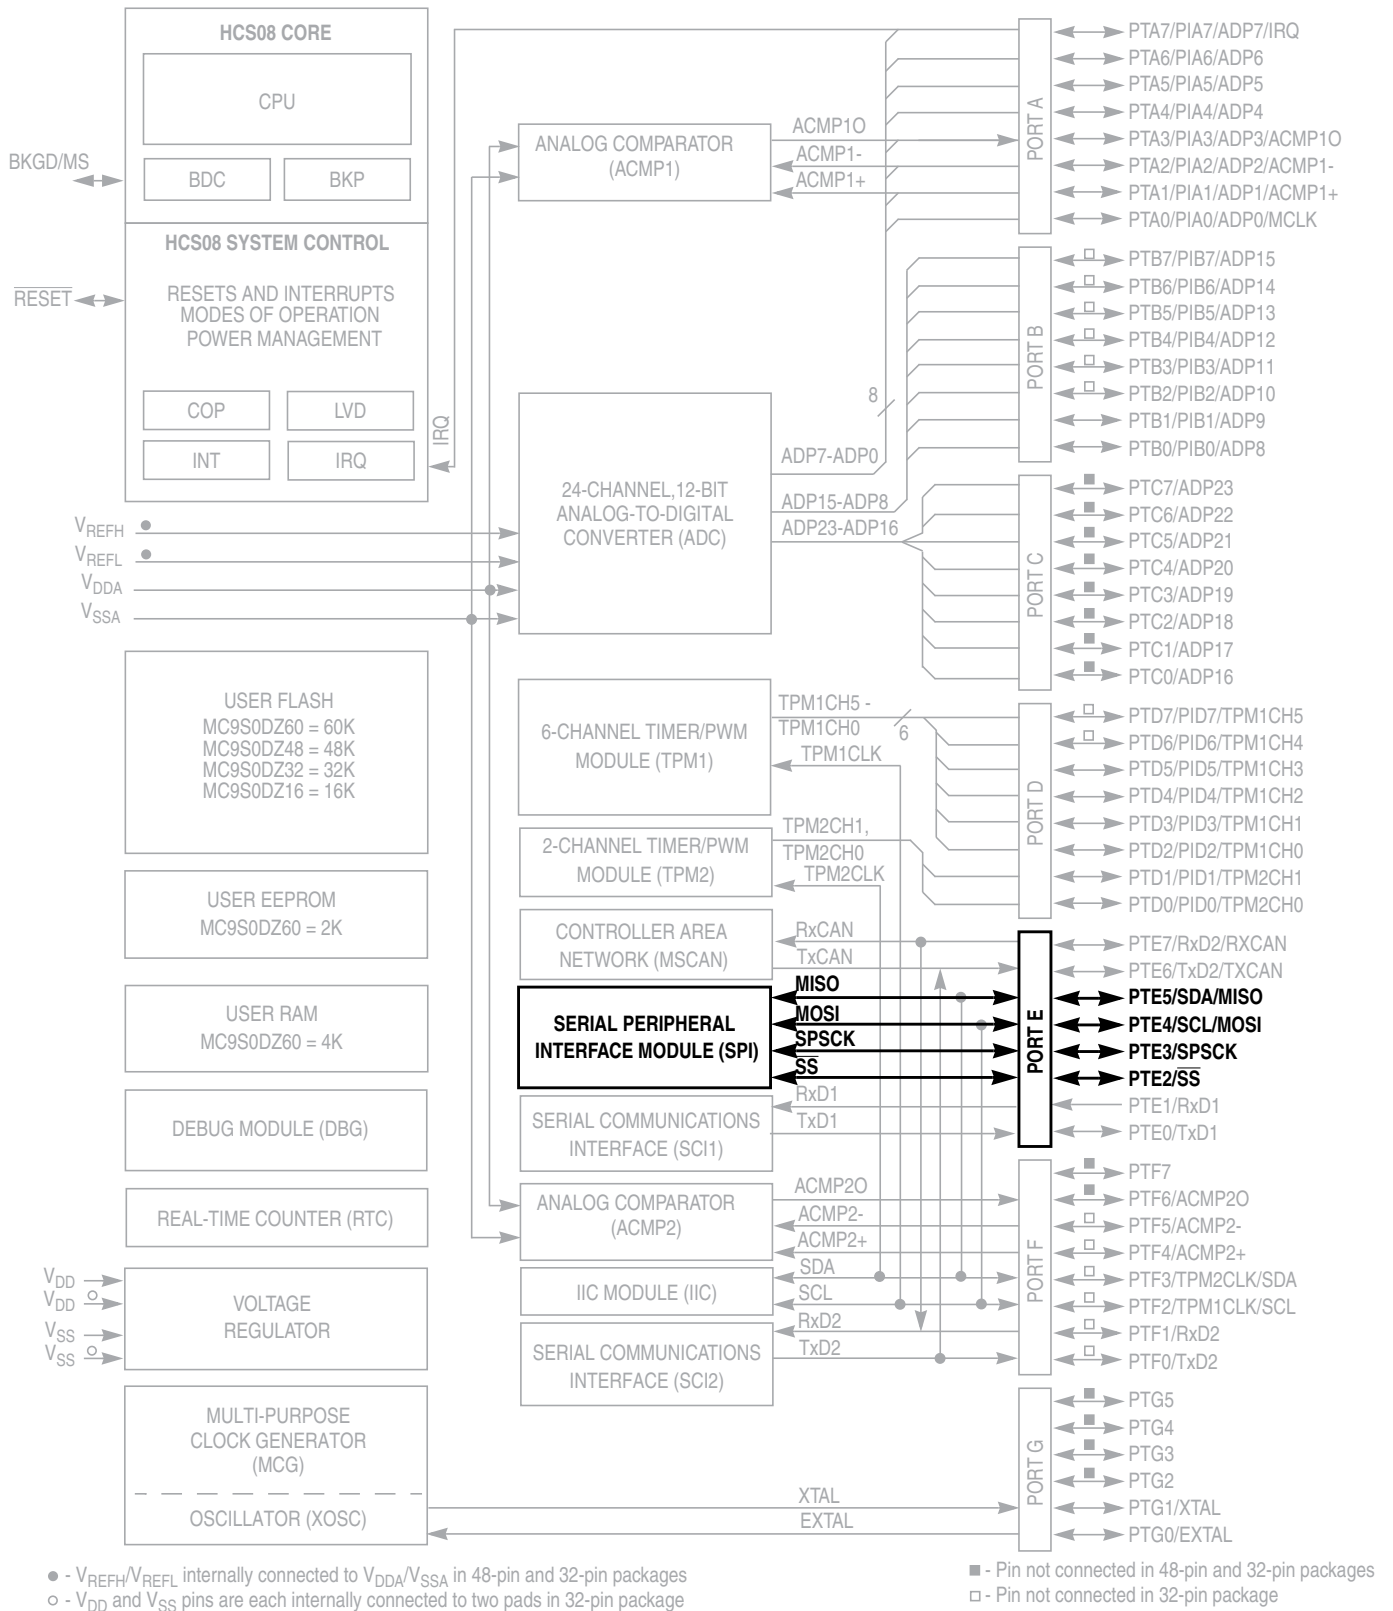 HCS08 CORE
CPU
BDC
BKP
BKGD/MS
HCS08 SYSTEM CONTROL
RESETS AND INTERRUPTS
MODES OF OPERATION
POWER MANAGEMENT
RESET
COP
LVD
INT
IRQ
IRQ
VREFH
VREFL
VDDA
VSSA
USER FLASH
MC9S0DZ60 = 60K
MC9S0DZ48 = 48K
MC9S0DZ32 = 32K
MC9S0DZ16 = 16K
USER EEPROM
MC9S0DZ60 = 2K
USER RAM
MC9S0DZ60 = 4K
DEBUG MODULE (DBG)
REAL-TIME COUNTER (RTC)
VDD
VDD
VSS
VSS
VOLTAGE
REGULATOR
MULTI-PURPOSE
CLOCK GENERATOR
(MCG)
OSCILLATOR (XOSC)
ANALOG COMPARATOR
(ACMP1)
ACMP1O
ACMP1-
ACMP1+
24-CHANNEL,12-BIT
ANALOG-TO-DIGITAL
CONVERTER (ADC)
8
ADP7-ADP0
ADP15-ADP8
ADP23-ADP16
6-CHANNEL TIMER/PWM
MODULE (TPM1)
TPM1CH5 -
TPM1CH0
6
TPM1CLK
2-CHANNEL TIMER/PWM
MODULE (TPM2)
TPM2CH1,
TPM2CH0
TPM2CLK
CONTROLLER AREA
NETWORK (MSCAN)
RxCAN
TxCAN
SERIAL PERIPHERAL
INTERFACE MODULE (SPI)
MISO
MOSI
SPSCK
SS
SERIAL COMMUNICATIONS
INTERFACE (SCI1)
RxD1
TxD1
ANALOG COMPARATOR
(ACMP2)
ACMP2O
ACMP2-
ACMP2+
IIC MODULE (IIC)
SDA
SCL
SERIAL COMMUNICATIONS
INTERFACE (SCI2)
RxD2
TxD2
XTAL
EXTAL
PORT A
PTA7/PIA7/ADP7/IRQ
PTA6/PIA6/ADP6
PTA5/PIA5/ADP5
PTA4/PIA4/ADP4
PTA3/PIA3/ADP3/ACMP1O
PTA2/PIA2/ADP2/ACMP1-
PTA1/PIA1/ADP1/ACMP1+
PTA0/PIA0/ADP0/MCLK
PORT B
PTB7/PIB7/ADP15
PTB6/PIB6/ADP14
PTB5/PIB5/ADP13
PTB4/PIB4/ADP12
PTB3/PIB3/ADP11
PTB2/PIB2/ADP10
PTB1/PIB1/ADP9
PTB0/PIB0/ADP8
PORT C
PTC7/ADP23
PTC6/ADP22
PTC5/ADP21
PTC4/ADP20
PTC3/ADP19
PTC2/ADP18
PTC1/ADP17
PTC0/ADP16
PORT D
PTD7/PID7/TPM1CH5
PTD6/PID6/TPM1CH4
PTD5/PID5/TPM1CH3
PTD4/PID4/TPM1CH2
PTD3/PID3/TPM1CH1
PTD2/PID2/TPM1CH0
PTD1/PID1/TPM2CH1
PTD0/PID0/TPM2CH0
PORT E
PTE7/RxD2/RXCAN
PTE6/TxD2/TXCAN
PTE5/SDA/MISO
PTE4/SCL/MOSI
PTE3/SPSCK
PTE2/SS
PTE1/RxD1
PTE0/TxD1
PORT F
PTF7
PTF6/ACMP2O
PTF5/ACMP2-
PTF4/ACMP2+
PTF3/TPM2CLK/SDA
PTF2/TPM1CLK/SCL
PTF1/RxD2
PTF0/TxD2
PORT G
PTG5
PTG4
PTG3
PTG2
PTG1/XTAL
PTG0/EXTAL
● - VREFH/VREFL internally connected to VDDA/VSSA in 48-pin and 32-pin packages
○ - VDD and VSS pins are each internally connected to two pads in 32-pin package
■ - Pin not connected in 48-pin and 32-pin packages
□ - Pin not connected in 32-pin package